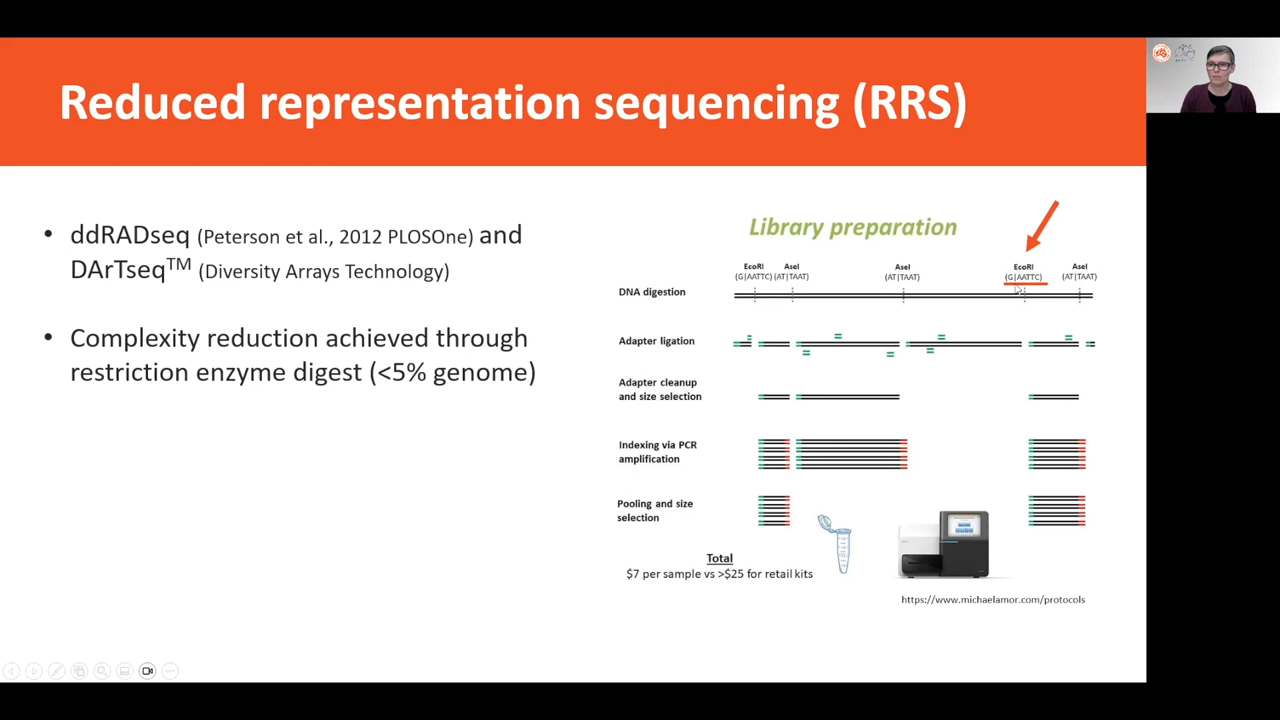 Reduced representation sequencing (RRS)
• ddRADseq (Peterson et al., 2012 PLOSOne) and
DArTseqTM (Diversity Arrays Technology)
• Complexity reduction achieved through
restriction enzyme digest (<5% genome)
Library preparation
EcoRI AseI AseI EcoRI AseI
(G|AATTC) (AT|TAAT) (AT|TAAT) (G|AATTC) (AT|TAAT)
DNA digestion
Adapter ligation
Adapter cleanup
and size selection
Indexing via PCR
amplification
Pooling and size
selection
Total
$7 per sample vs >$25 for retail kits
https://www.michaelamor.com/protocols